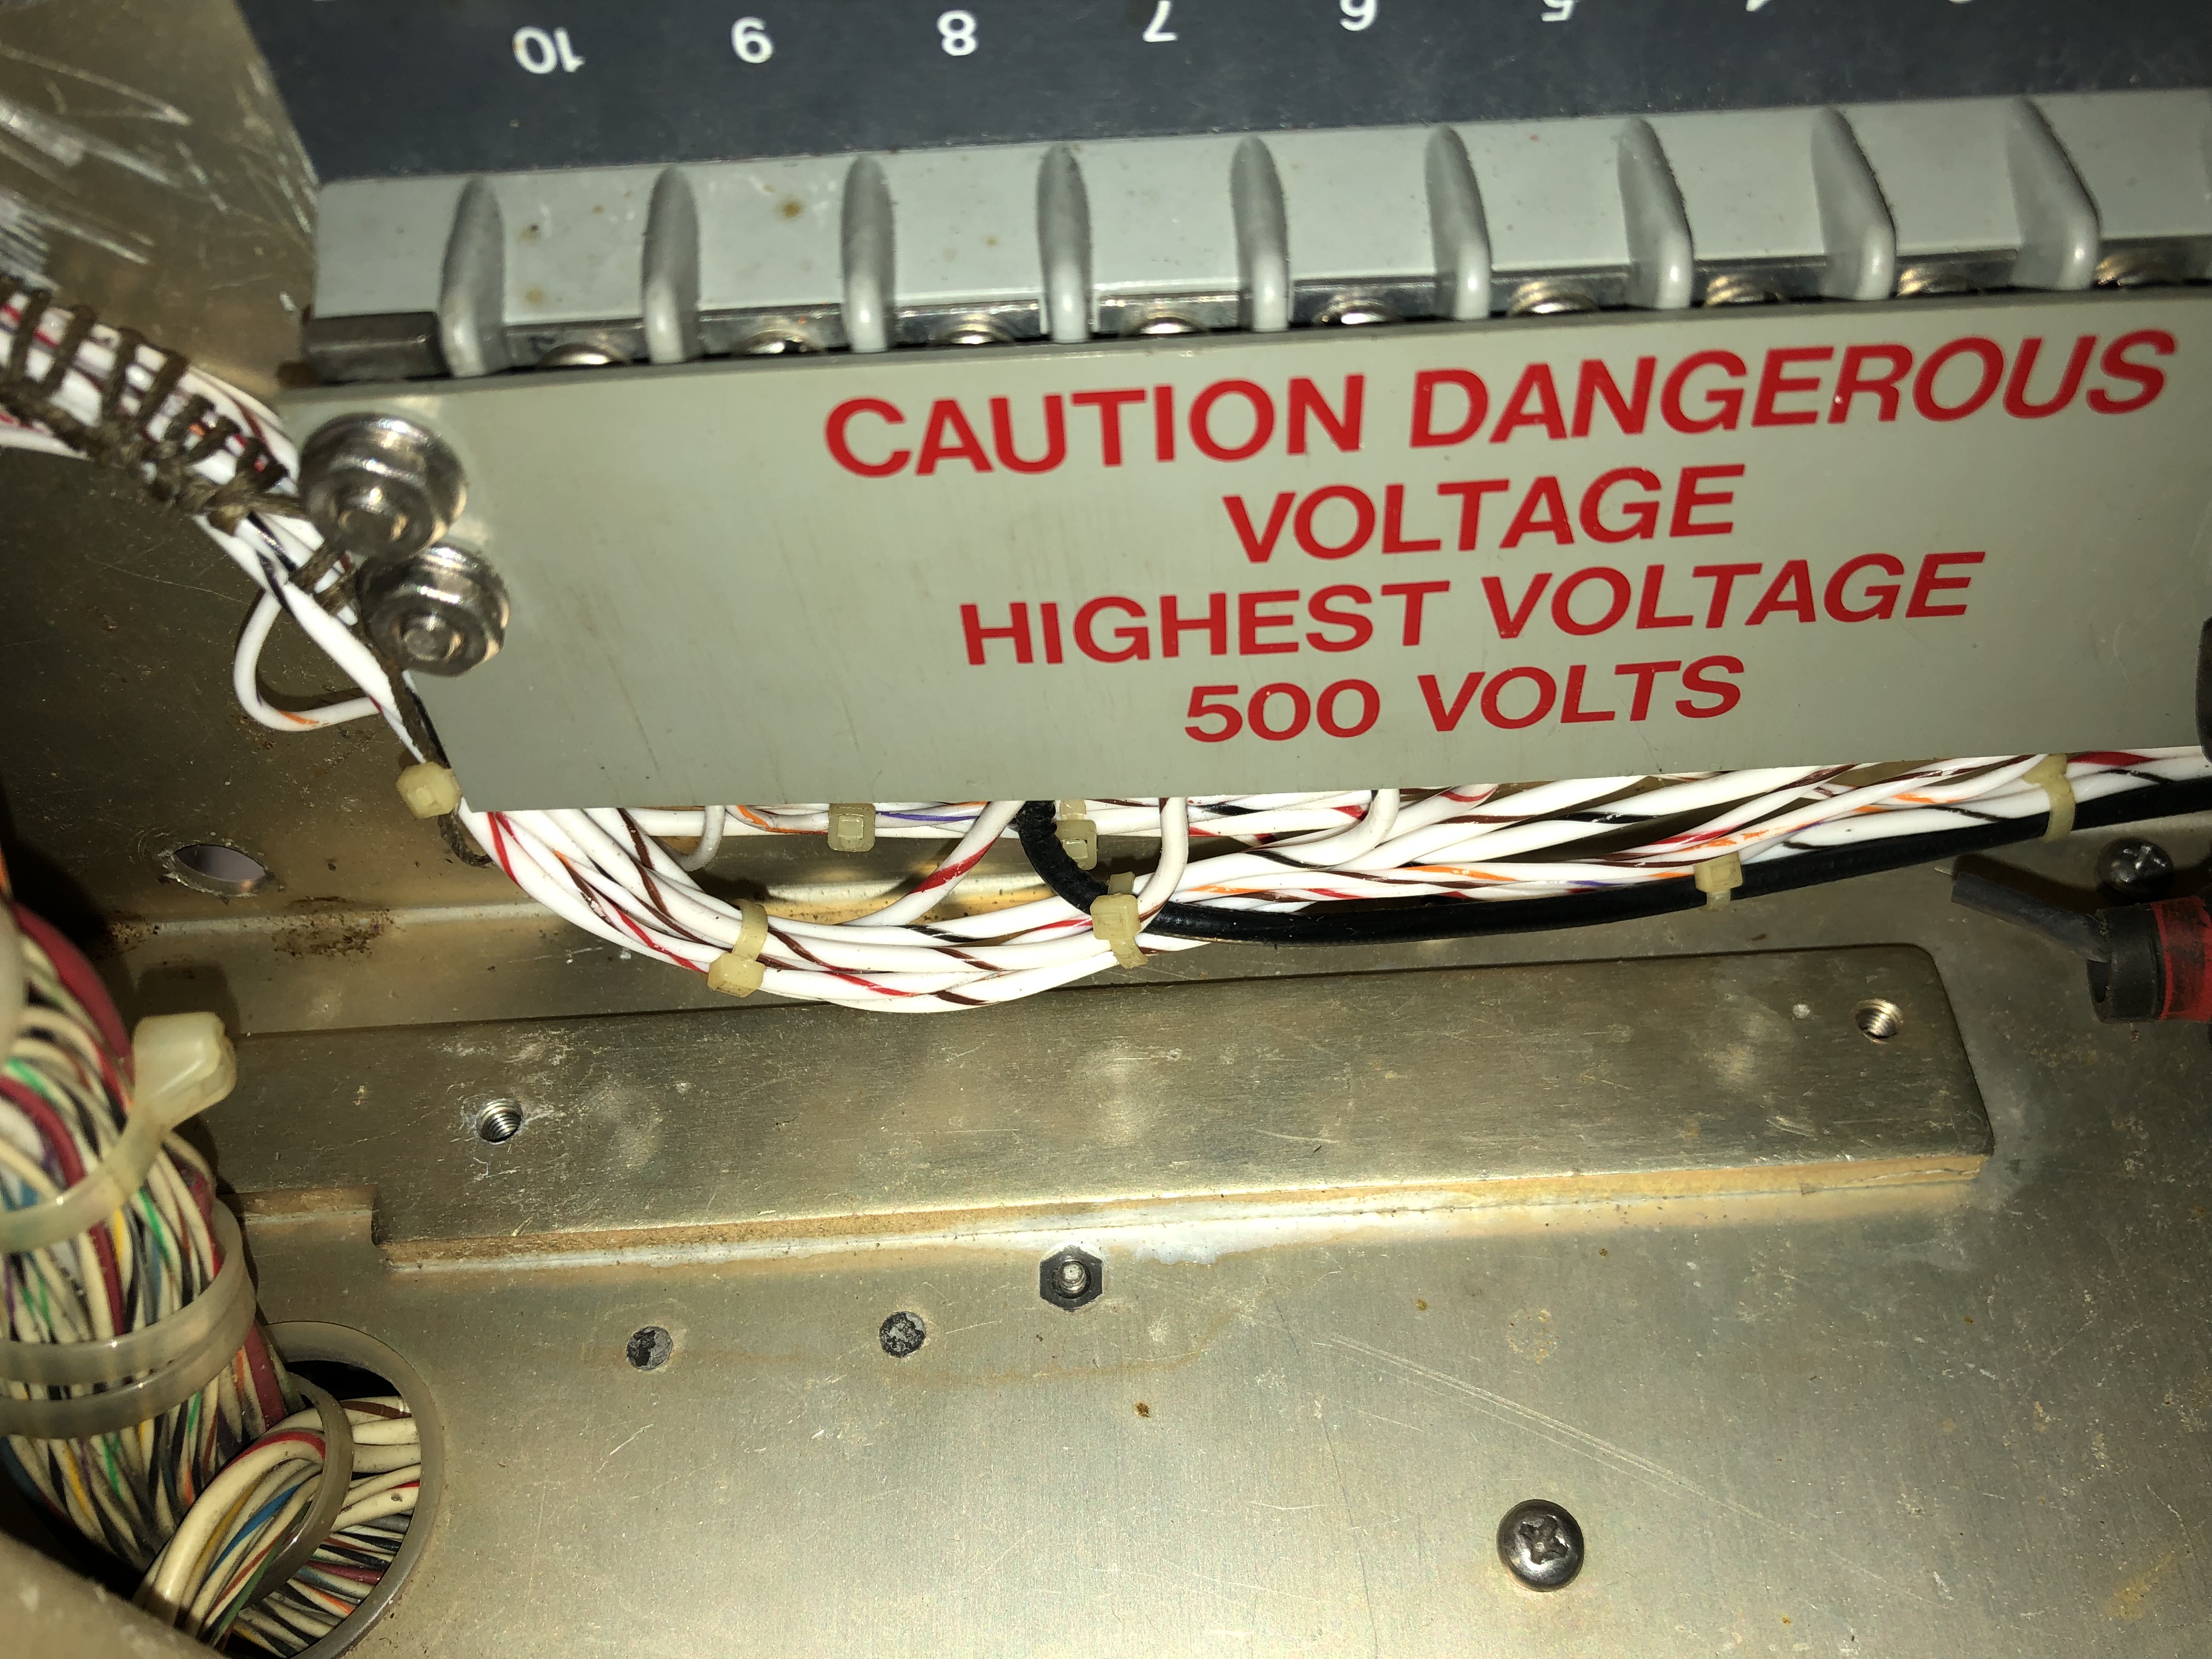 10 9 8 7 6 5
CAUTION DANGEROUS
VOLTAGE
HIGHEST VOLTAGE
500 VOLTS